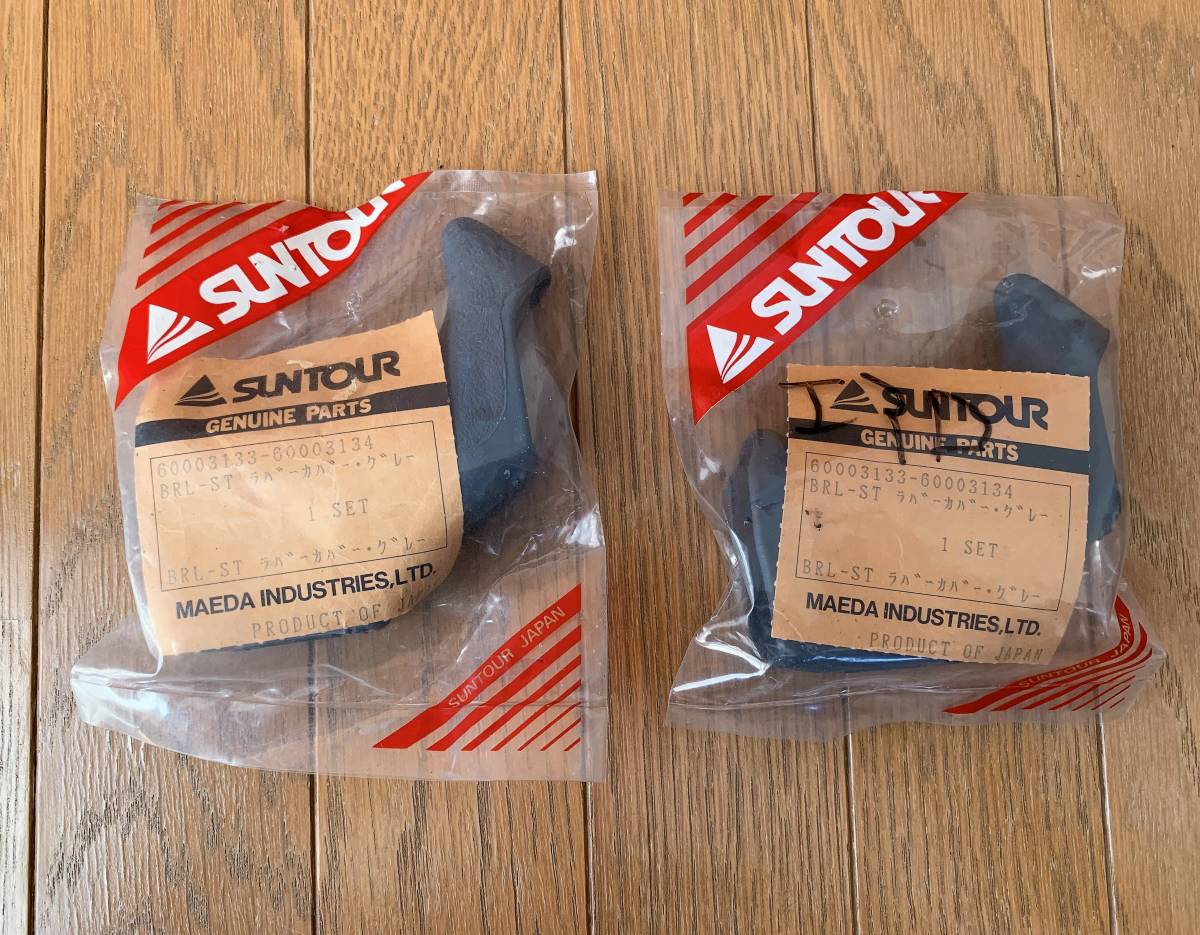 SUNTOUR
SUNTOUR
GENUINE PARTS
60003133-60003134
BRL-ST ラバーカバー・グレー
1 SET
BRL-ST ラバーカバー・グレー
MAEDA INDUSTRIES,LTD.
PRODUCT OF JA
SUNTOUR JAPAN
SUNTOUR
SUNTOUR
GENUINE PARTS
60003133-60003134
BRL-ST ラバーカバー・グレー
1 SET
BRL-ST ラバーカバー・グレー
MAEDA INDUSTRIES,LTD.
PRODUCT OF JAPAN
SUNTOUR JAPAN